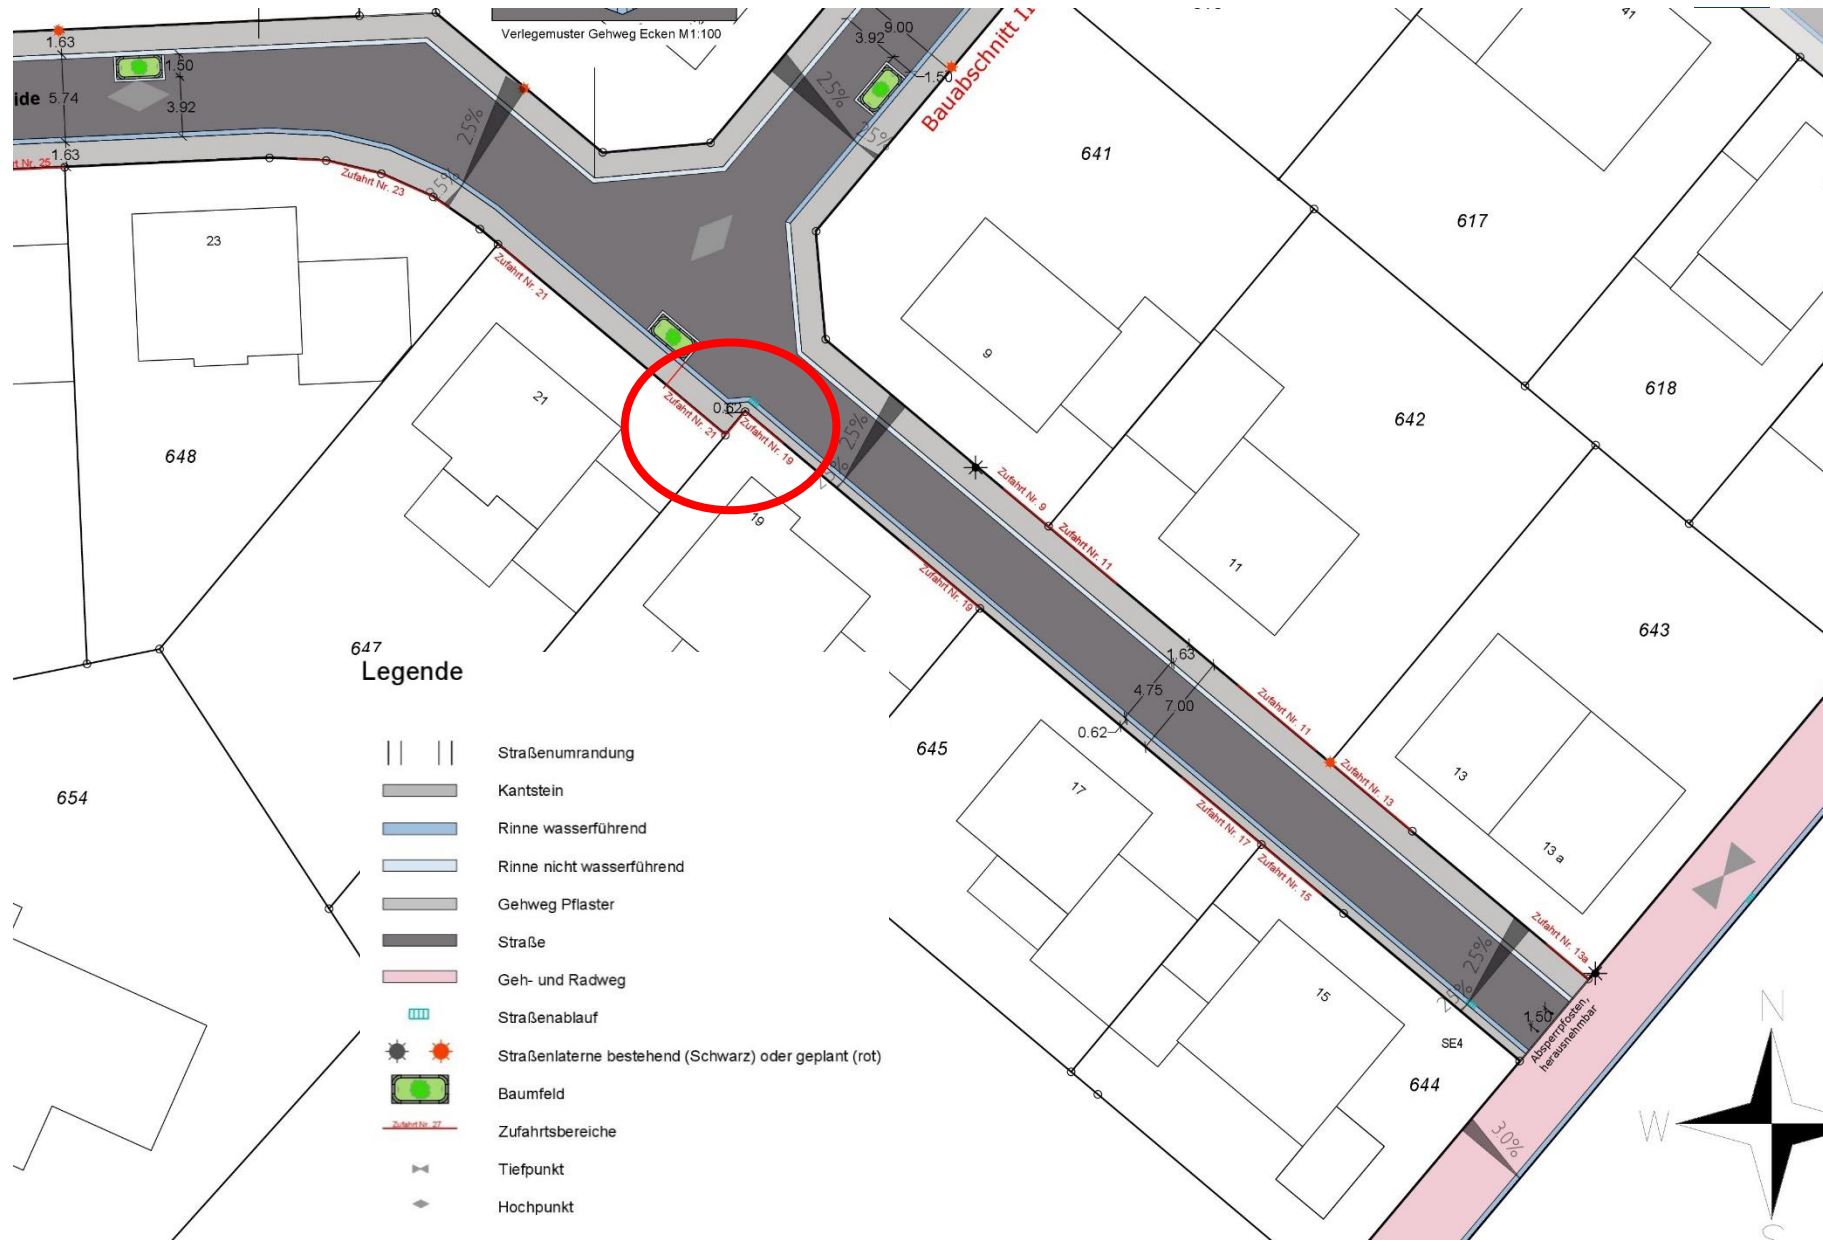 Verlegemuster Gehweg Ecken M1:100
1.63
1.50
ide
5.74
3.92
1.63
rt Nr. 25
Zufahrt Nr. 23
25%
25%
9.00
3.92
1.50
25%
25%
Bauabschnitt
41
641
617
618
23
Zufahrt Nr. 21
9
642
21
Zufahrt Nr. 21
0.62
Zufahrt Nr. 19
25%
25%
648
19
Zufahrt Nr. 9
Zufahrt Nr. 11
11
Zufahrt Nr. 19
643
647
1.63
4.75
7.00
0.62
Zufahrt Nr. 11
645
Zufahrt Nr. 13
13
17
13 a
654
Zufahrt Nr. 17
Zufahrt Nr. 15
Zufahrt Nr. 13a
25%
25%
15
1.50
Absperrpfosten,
herausnehmbar
SE4
644
3.0%
N
W
S
Legende
Straßenumrandung
Kantstein
Rinne wasserführend
Rinne nicht wasserführend
Gehweg Pflaster
Straße
Geh- und Radweg
Straßenablauf
Straßenlaterne bestehend (Schwarz) oder geplant (rot)
Baumfeld
Zufahrt Nr. 27
Zufahrtsbereiche
Tiefpunkt
Hochpunkt